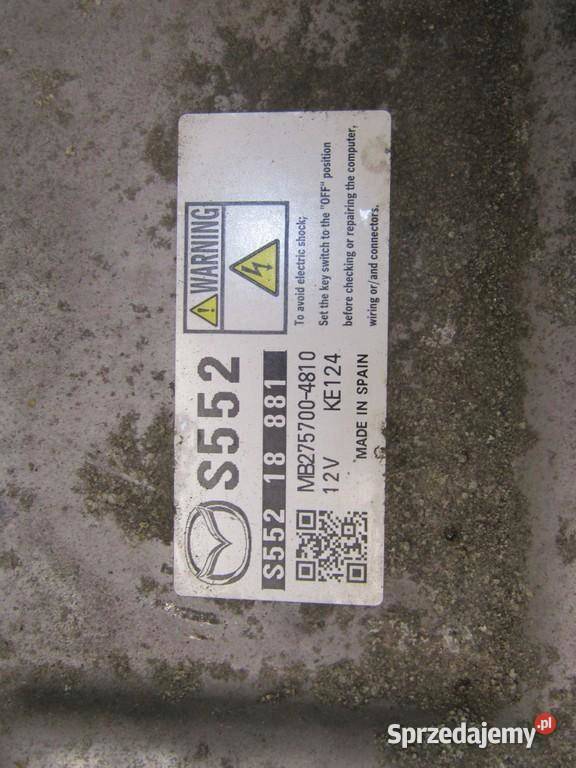 S552
WARNING
S552 18 881
To avoid electric shock;
Set the key switch to the "OFF" position
before checking or repairing the computer,
wiring or/and connectors.
MB275700-4810
12V KE124
MADE IN SPAIN
Sprzedajemy.pl